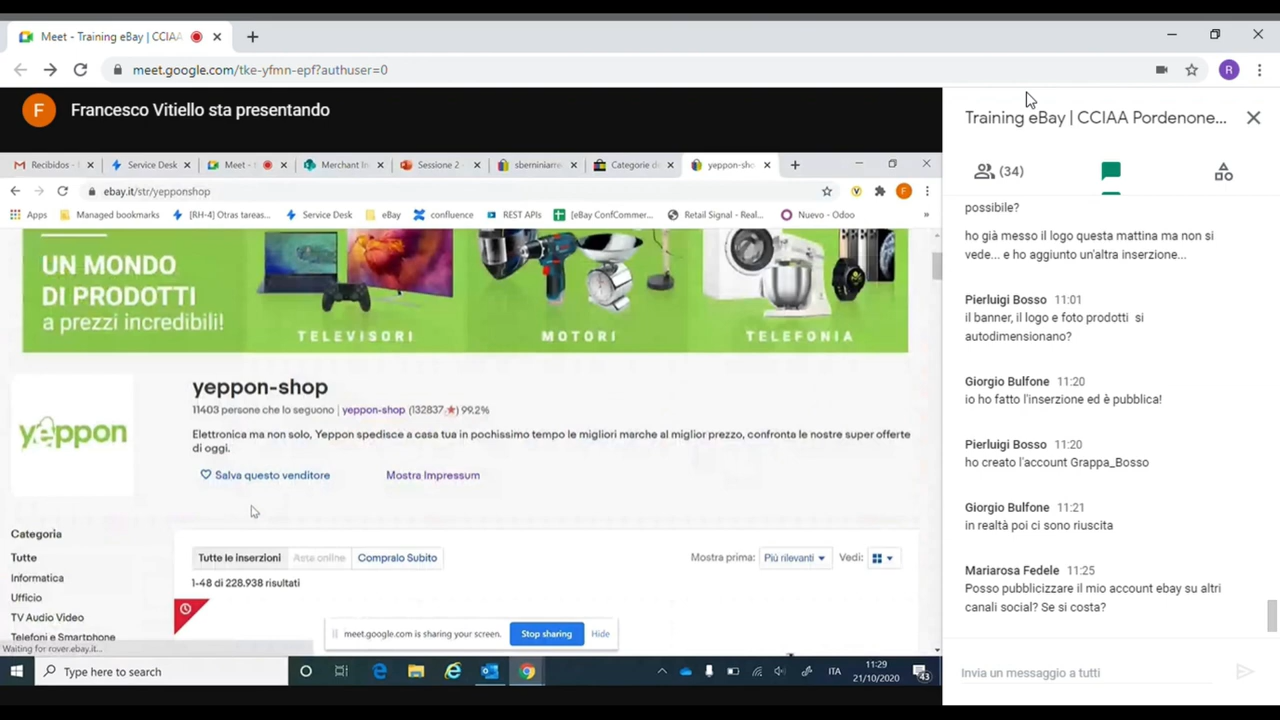 Meet - Training eBay | CCIAA
meet.google.com/tke-yfmn-epf?authuser=0
R
F
Francesco Vitiello sta presentando
Recibidos -
Service Desk
Meet -
Merchant In
Sessione 2 -
sberniniam
Categorie d
yeppon-sho
ebay.it/str/yepponshop
F
Apps
Managed bookmarks
[RH-4] Otras tareas...
Service Desk
eBay
confluence
REST APIs
[eBay ConfCommer...
Retail Signal - Real...
Nuevo - Odoo
»
UN MONDO
DI PRODOTTI
a prezzi incredibili!
TELEVISORI
MOTORI
TELEFONIA
yeppon
yeppon-shop
11403 persone che lo seguono | yeppon-shop (132837 ) 99.2%
Elettronica ma non solo, Yeppon spedisce a casa tua in pochissimo tempo le migliori marche al miglior prezzo, confronta le nostre super offerte
di oggi.
Salva questo venditore
Mostra Impressum
Categoria
Tutte
Informatica
Ufficio
TV Audio Video
Telefoni e Smartphone
Tutte le inserzioni
Asta online
Compralo Subito
Mostra prima:
Più rilevanti
Vedi:
1-48 di 228.938 risultati
meet.google.com is sharing your screen.
Stop sharing
Hide
Waiting for rover.ebay.it...
Type here to search
ITA
11:29
21/10/2020
43
Training eBay | CCIAA Pordenone...
(34)
possibile?
ho già messo il logo questa mattina ma non si
vede... e ho aggiunto un'altra inserzione...
Pierluigi Bosso 11:01
il banner, il logo e foto prodotti si
autodimensionano?
Giorgio Bulfone 11:20
io ho fatto l'inserzione ed è pubblica!
Pierluigi Bosso 11:20
ho creato l'account Grappa_Bosso
Giorgio Bulfone 11:21
in realtà poi ci sono riuscita
Mariarosa Fedele 11:25
Posso pubblicizzare il mio account ebay su altri
canali social? Se si costa?
Invia un messaggio a tutti